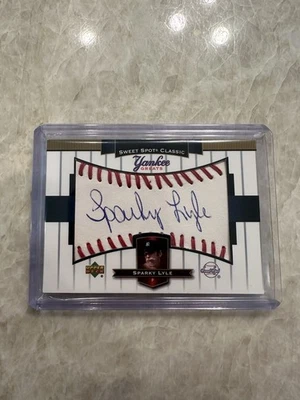 SWEET SPOT CLASSIC
Yankee
GREATS
Sparky Lyle
SPARKY LYLE